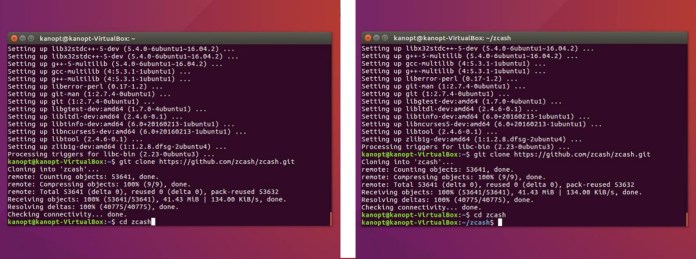 kanopt@kanopt-VirtualBox: ~
Setting up lib32stdc++-5-dev (5.4.0-6ubuntu1~16.04.2) ...
Setting up libx32stdc++-5-dev (5.4.0-6ubuntu1~16.04.2) ...
Setting up g++-5-multilib (5.4.0-6ubuntu1~16.04.2) ...
Setting up gcc-multilib (4:5.3.1-1ubuntu1) ...
Setting up g++-multilib (4:5.3.1-1ubuntu1) ...
Setting up liberror-perl (0.17-1.2) ...
Setting up git-man (1:2.7.4-0ubuntu1) ...
Setting up git (1:2.7.4-0ubuntu1) ...
Setting up libgtest-dev:amd64 (1.7.0-4ubuntu1) ...
Setting up libltdl-dev:amd64 (2.4.6-0.1) ...
Setting up libtinfo-dev:amd64 (6.0+20160213-1ubuntu1) ...
Setting up libncurses5-dev:amd64 (6.0+20160213-1ubuntu1) ...
Setting up libtool (2.4.6-0.1) ...
Setting up zlib1g-dev:amd64 (1:1.2.8.dfsg-2ubuntu4) ...
Processing triggers for libc-bin (2.23-0ubuntu3) ...
kanopt@kanopt-VirtualBox:~$ git clone https://github.com/zcash/zcash.git
Cloning into 'zcash'...
remote: Counting objects: 53641, done.
remote: Compressing objects: 100% (9/9), done.
remote: Total 53641 (delta 0), reused 0 (delta 0), pack-reused 53632
Receiving objects: 100% (53641/53641), 41.43 MiB | 134.00 KiB/s, done.
Resolving deltas: 100% (40775/40775), done.
Checking connectivity... done.
kanopt@kanopt-VirtualBox:~$ cd zcash
kanopt@kanopt-VirtualBox: ~/zcash
Setting up libx32stdc++-5-dev (5.4.0-6ubuntu1~16.04.2) ...
Setting up g++-5-multilib (5.4.0-6ubuntu1~16.04.2) ...
Setting up gcc-multilib (4:5.3.1-1ubuntu1) ...
Setting up g++-multilib (4:5.3.1-1ubuntu1) ...
Setting up liberror-perl (0.17-1.2) ...
Setting up git-man (1:2.7.4-0ubuntu1) ...
Setting up git (1:2.7.4-0ubuntu1) ...
Setting up libgtest-dev:amd64 (1.7.0-4ubuntu1) ...
Setting up libltdl-dev:amd64 (2.4.6-0.1) ...
Setting up libtinfo-dev:amd64 (6.0+20160213-1ubuntu1) ...
Setting up libncurses5-dev:amd64 (6.0+20160213-1ubuntu1) ...
Setting up libtool (2.4.6-0.1) ...
Setting up zlib1g-dev:amd64 (1:1.2.8.dfsg-2ubuntu4) ...
Processing triggers for libc-bin (2.23-0ubuntu3) ...
kanopt@kanopt-VirtualBox:~$ git clone https://github.com/zcash/zcash.git
Cloning into 'zcash'...
remote: Counting objects: 53641, done.
remote: Compressing objects: 100% (9/9), done.
remote: Total 53641 (delta 0), reused 0 (delta 0), pack-reused 53632
Receiving objects: 100% (53641/53641), 41.43 MiB | 134.00 KiB/s, done.
Resolving deltas: 100% (40775/40775), done.
Checking connectivity... done.
kanopt@kanopt-VirtualBox:~$ cd zcash
kanopt@kanopt-VirtualBox:~/zcash$